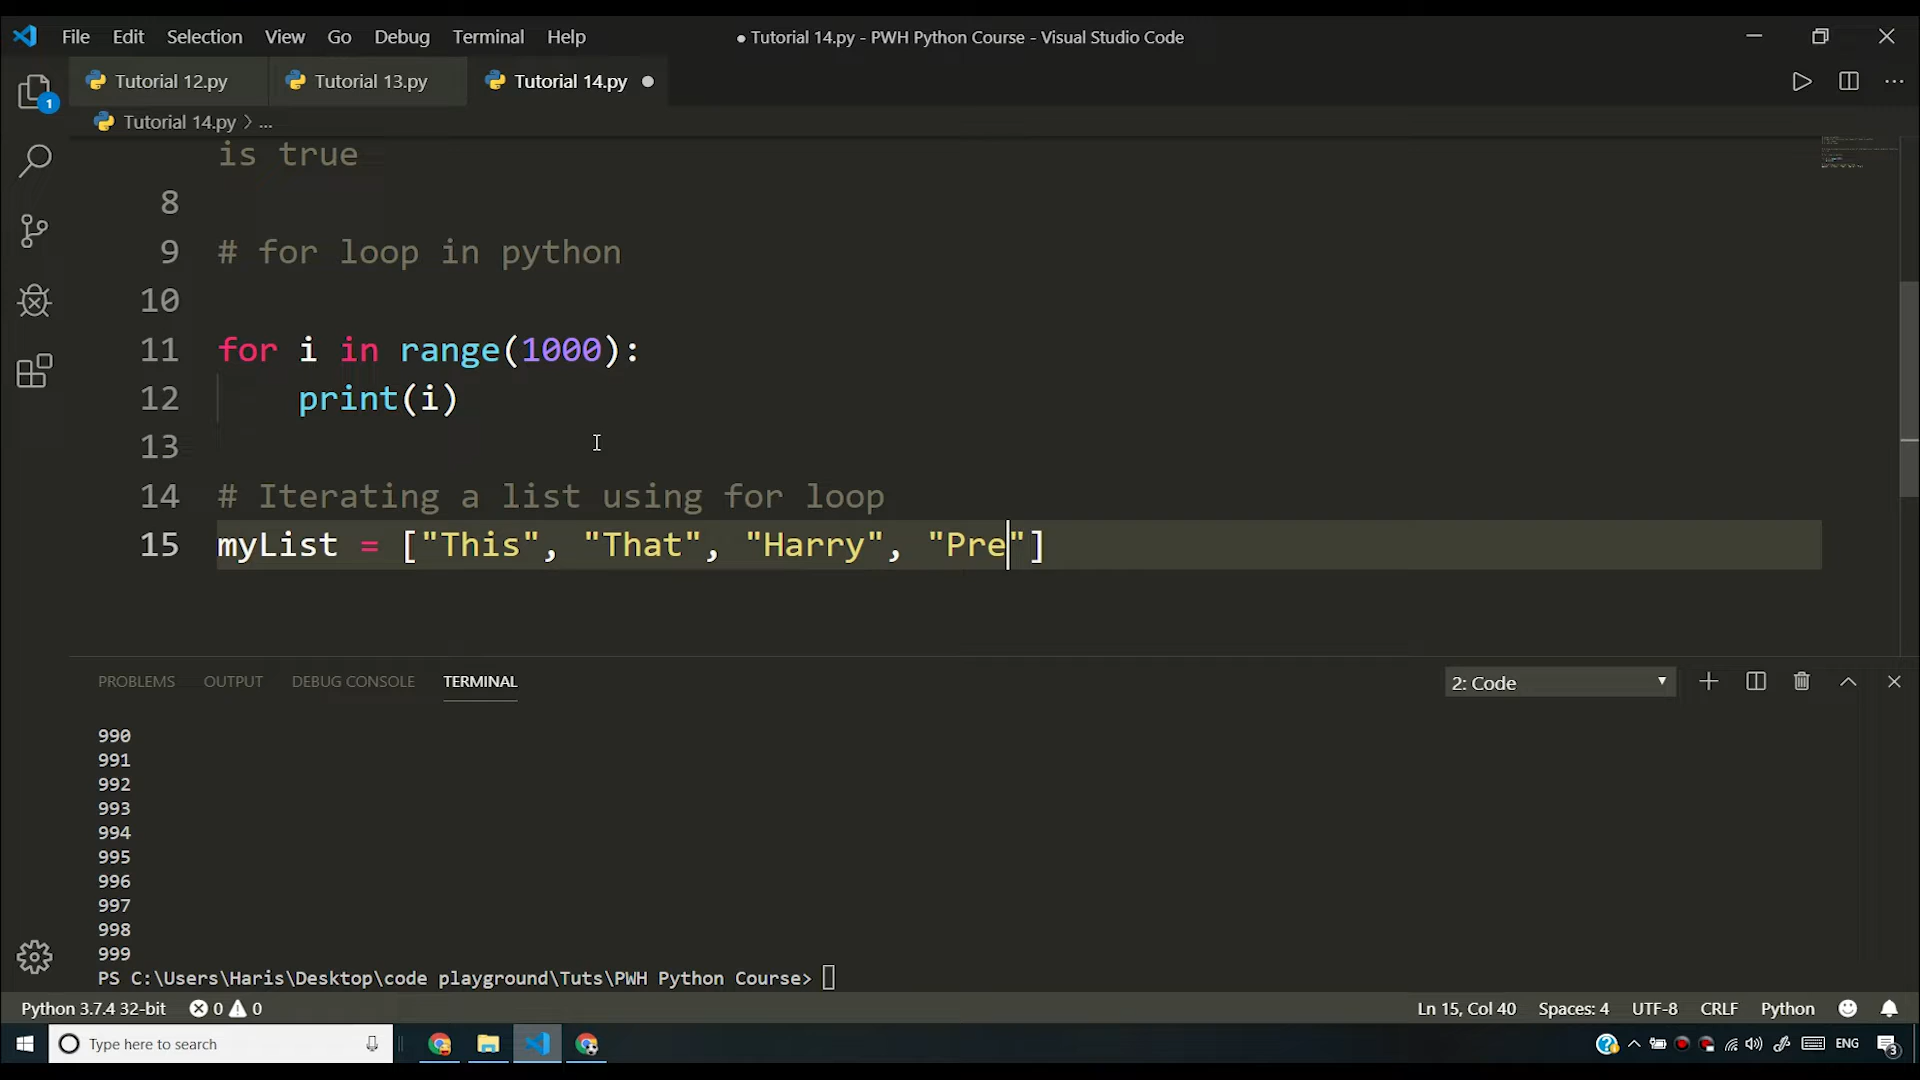 File Edit Selection View Go Debug Terminal Help
● Tutorial 14.py - PWH Python Course - Visual Studio Code
Tutorial 12.py
Tutorial 13.py
Tutorial 14.py ●
1
Tutorial 14.py > ...
is true
8
9 # for loop in python
10
11 for i in range(1000):
12 print(i)
13
14 # Iterating a list using for loop
15 myList = ["This", "That", "Harry", "Pre"]
PROBLEMS OUTPUT DEBUG CONSOLE TERMINAL
2: Code
990
991
992
993
994
995
996
997
998
999
PS C:\Users\Haris\Desktop\code playground\Tuts\PWH Python Course>
Python 3.7.4 32-bit 0 0
Ln 15, Col 40 Spaces: 4 UTF-8 CRLF Python
Type here to search
ENG
3